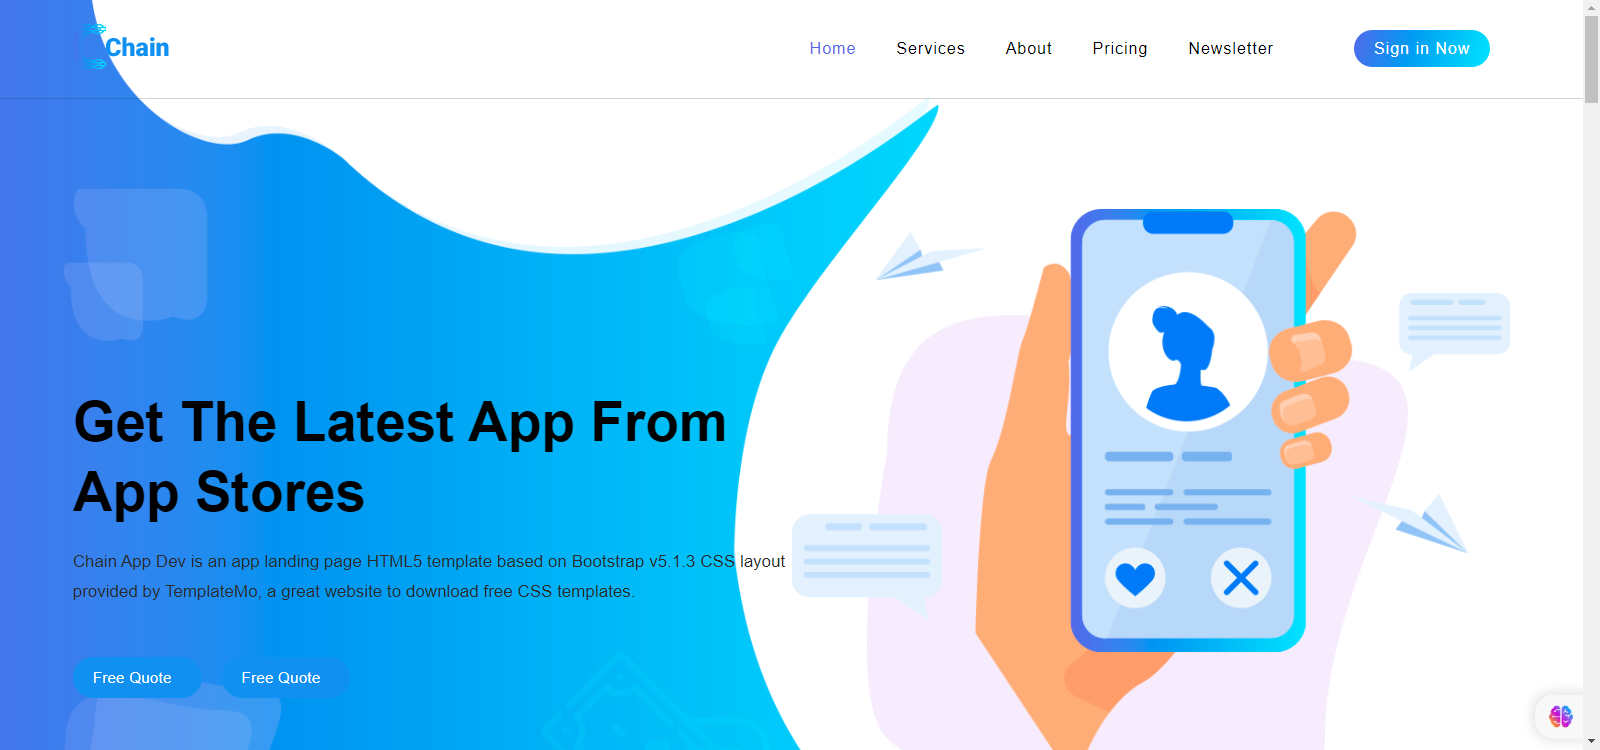 Chain
Home Services About Pricing Newsletter Sign in Now
Get The Latest App From
App Stores
Chain App Dev is an app landing page HTML5 template based on Bootstrap v5.1.3 CSS layout
provided by TemplateMo, a great website to download free CSS templates.
Free Quote Free Quote